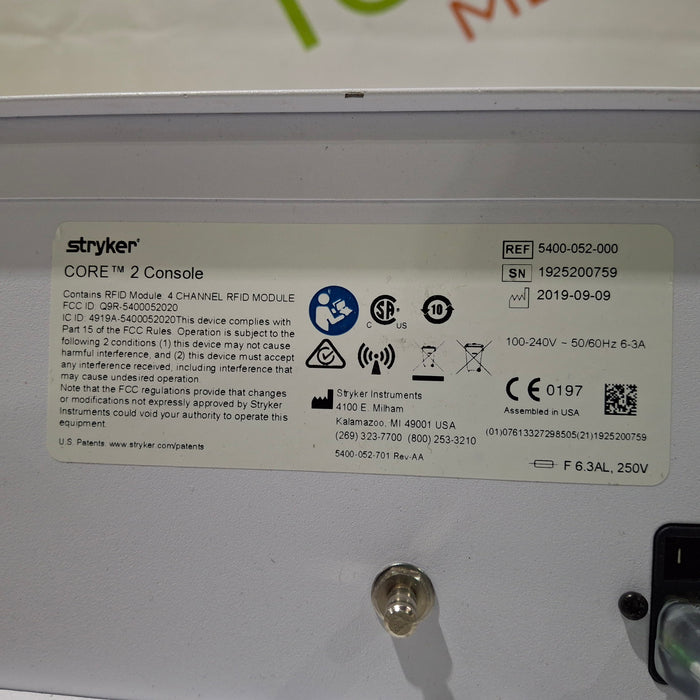 stryker
CORE™ 2 Console
Contains RFID Module: 4 CHANNEL RFID MODULE
FCC ID: Q9R-5400052020
IC ID: 4919A-5400052020This device complies with
Part 15 of the FCC Rules. Operation is subject to the
following 2 conditions (1) this device may not cause
harmful interference, and (2) this device must accept
any interference received, including interference that
may cause undesired operation.
Note that the FCC regulations provide that changes
or modifications not expressly approved by Stryker
Instruments could void your authority to operate this
equipment.
U.S. Patents: www.stryker.com/patents
C SA US
10
Stryker Instruments
4100 E. Milham
Kalamazoo, MI 49001 USA
(269) 323-7700 (800) 253-3210
5400-052-701 Rev-AA
REF 5400-052-000
SN 1925200759
2019-09-09
100-240V ~ 50/60Hz 6-3A
CE 0197
Assembled in USA
(01)07613327298505(21)1925200759
F 6.3AL, 250V